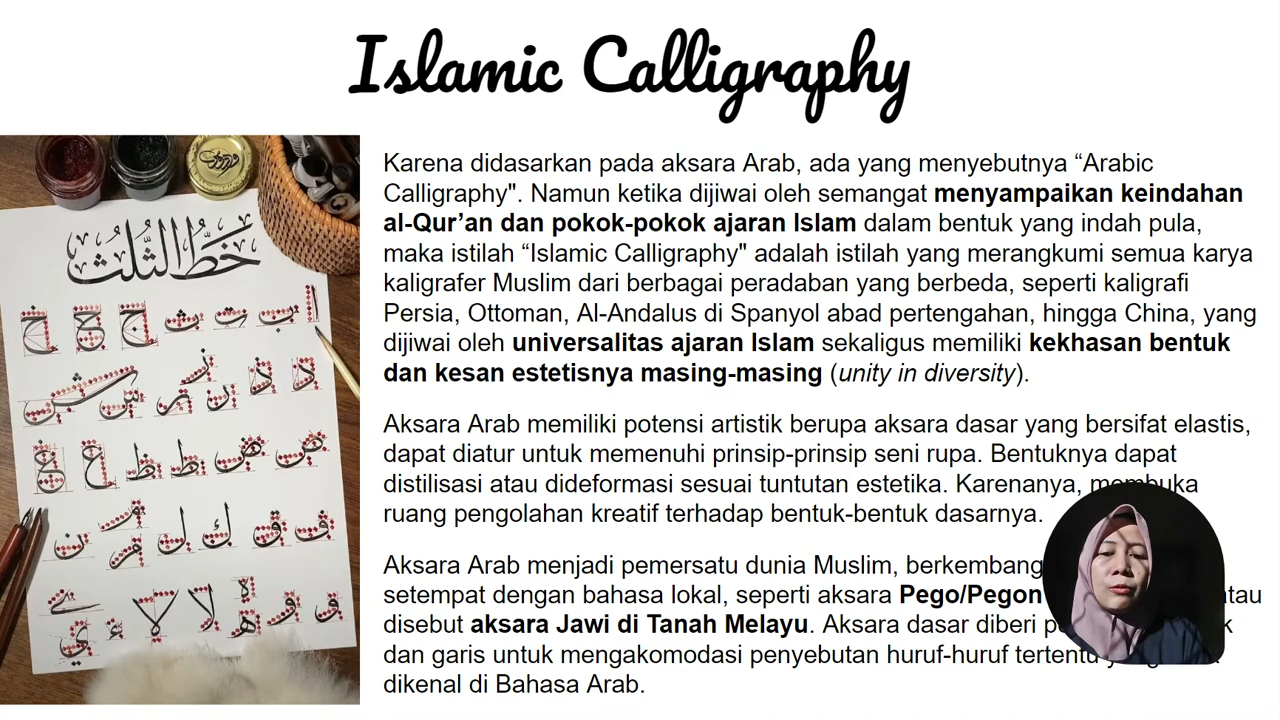 Islamic Calligraphy
Karena didasarkan pada aksara Arab, ada yang menyebutnya “Arabic
Calligraphy". Namun ketika dijiwai oleh semangat menyampaikan keindahan
al-Qur’an dan pokok-pokok ajaran Islam dalam bentuk yang indah pula,
maka istilah “Islamic Calligraphy" adalah istilah yang merangkumi semua karya
kaligrafer Muslim dari berbagai peradaban yang berbeda, seperti kaligrafi
Persia, Ottoman, Al-Andalus di Spanyol abad pertengahan, hingga China, yang
dijiwai oleh universalitas ajaran Islam sekaligus memiliki kekhasan bentuk
dan kesan estetisnya masing-masing (unity in diversity).
Aksara Arab memiliki potensi artistik berupa aksara dasar yang bersifat elastis,
dapat diatur untuk memenuhi prinsip-prinsip seni rupa. Bentuknya dapat
distilisasi atau dideformasi sesuai tuntutan estetika. Karenanya, membuka
ruang pengolahan kreatif terhadap bentuk-bentuk dasarnya.
Aksara Arab menjadi pemersatu dunia Muslim, berkembang
setempat dengan bahasa lokal, seperti aksara Pego/Pegon atau
disebut aksara Jawi di Tanah Melayu. Aksara dasar diberi
dan garis untuk mengakomodasi penyebutan huruf-huruf tertentu
dikenal di Bahasa Arab.
خَطُّ الثُّلُث
ا ب ت ث ج ح خ
د ذ ر ز س ش
ص ض ط ظ ع غ
ف ق ك ل م ن
و ه لا ء ي